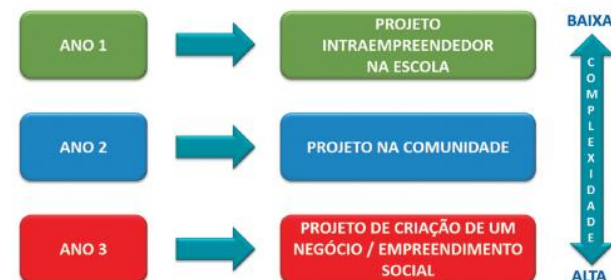 ANO 1
PROJETO
INTRAEMPREENDEDOR
NA ESCOLA
BAIXA
COMPLEXIDADE
ANO 2
PROJETO NA COMUNIDADE
ANO 3
PROJETO DE CRIAÇÃO DE UM
NEGÓCIO / EMPREENDIMENTO
SOCIAL
ALTA